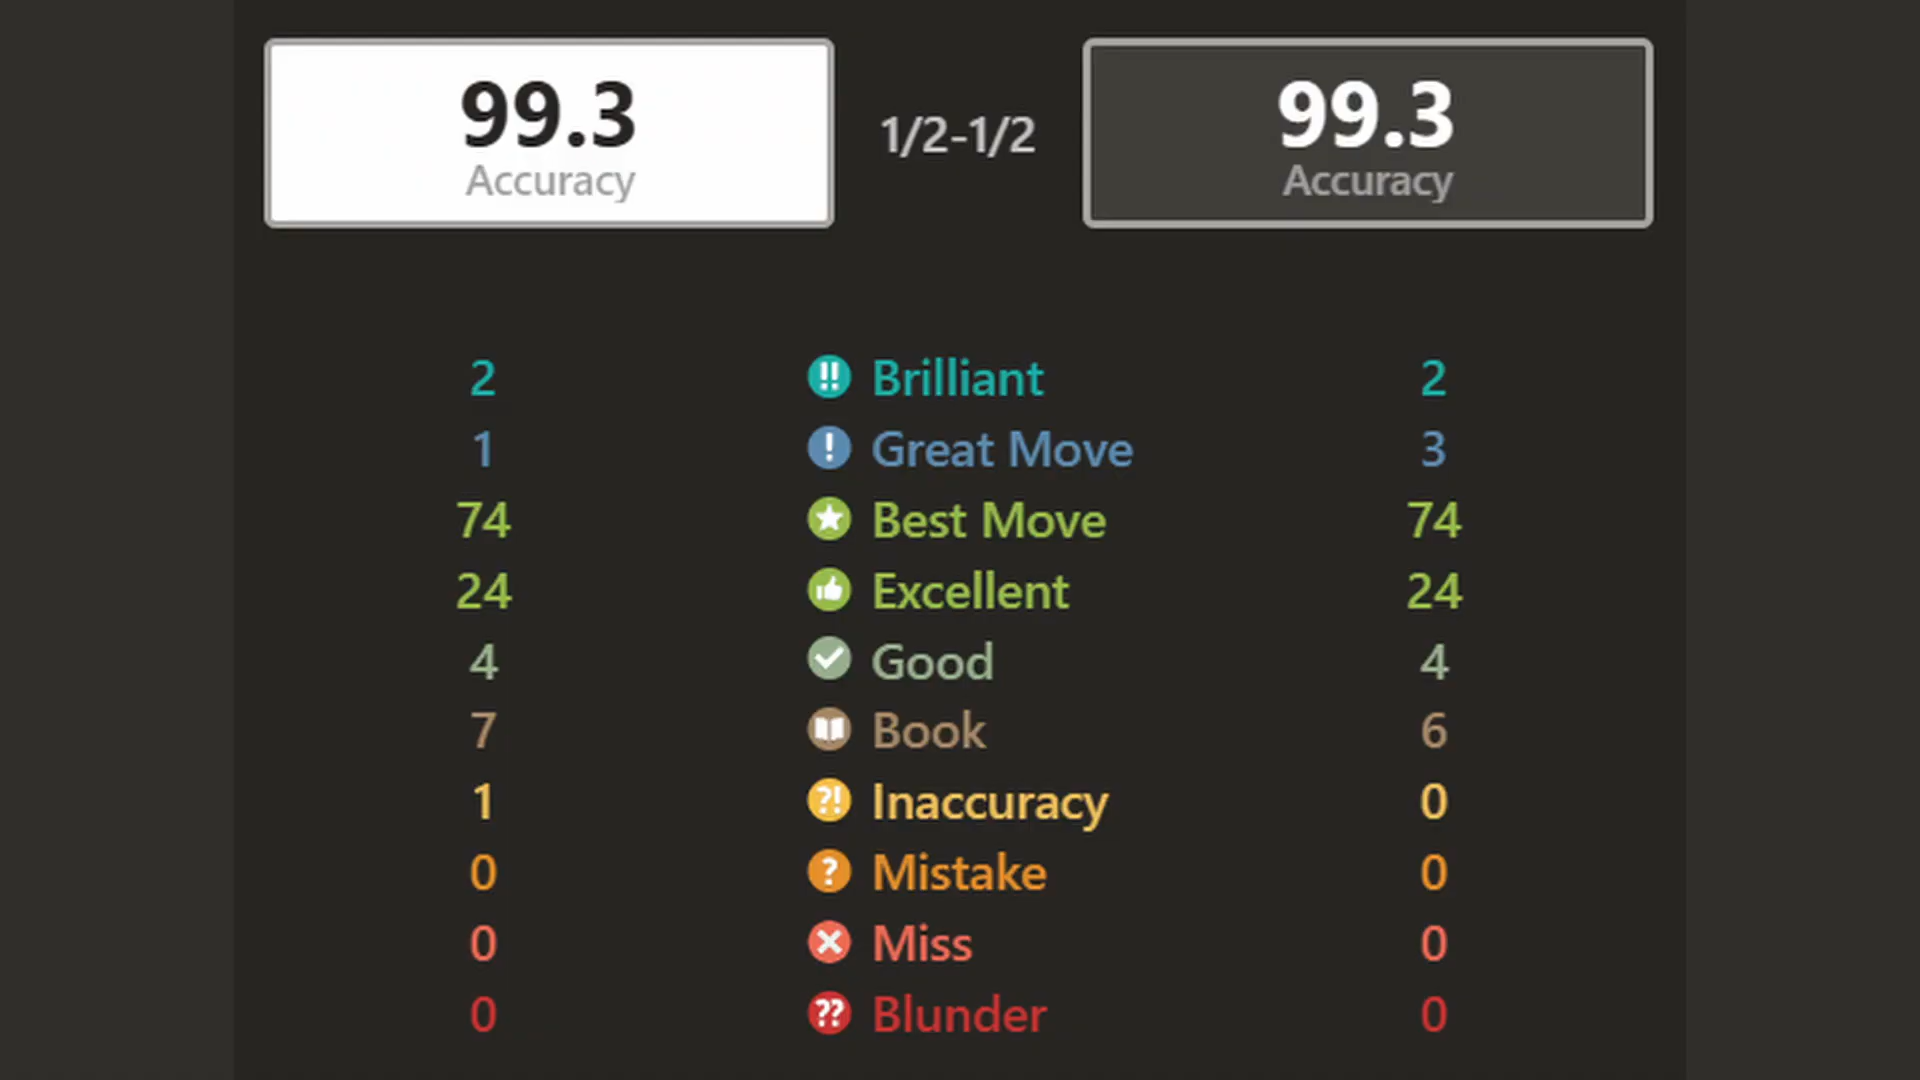 99.3 1/2-1/2 99.3
Accuracy Accuracy
2 !! Brilliant 2
1 ! Great Move 3
74 Best Move 74
24 Excellent 24
4 Good 4
7 Book 6
1 ?! Inaccuracy 0
0 ? Mistake 0
0 Miss 0
0 ?? Blunder 0